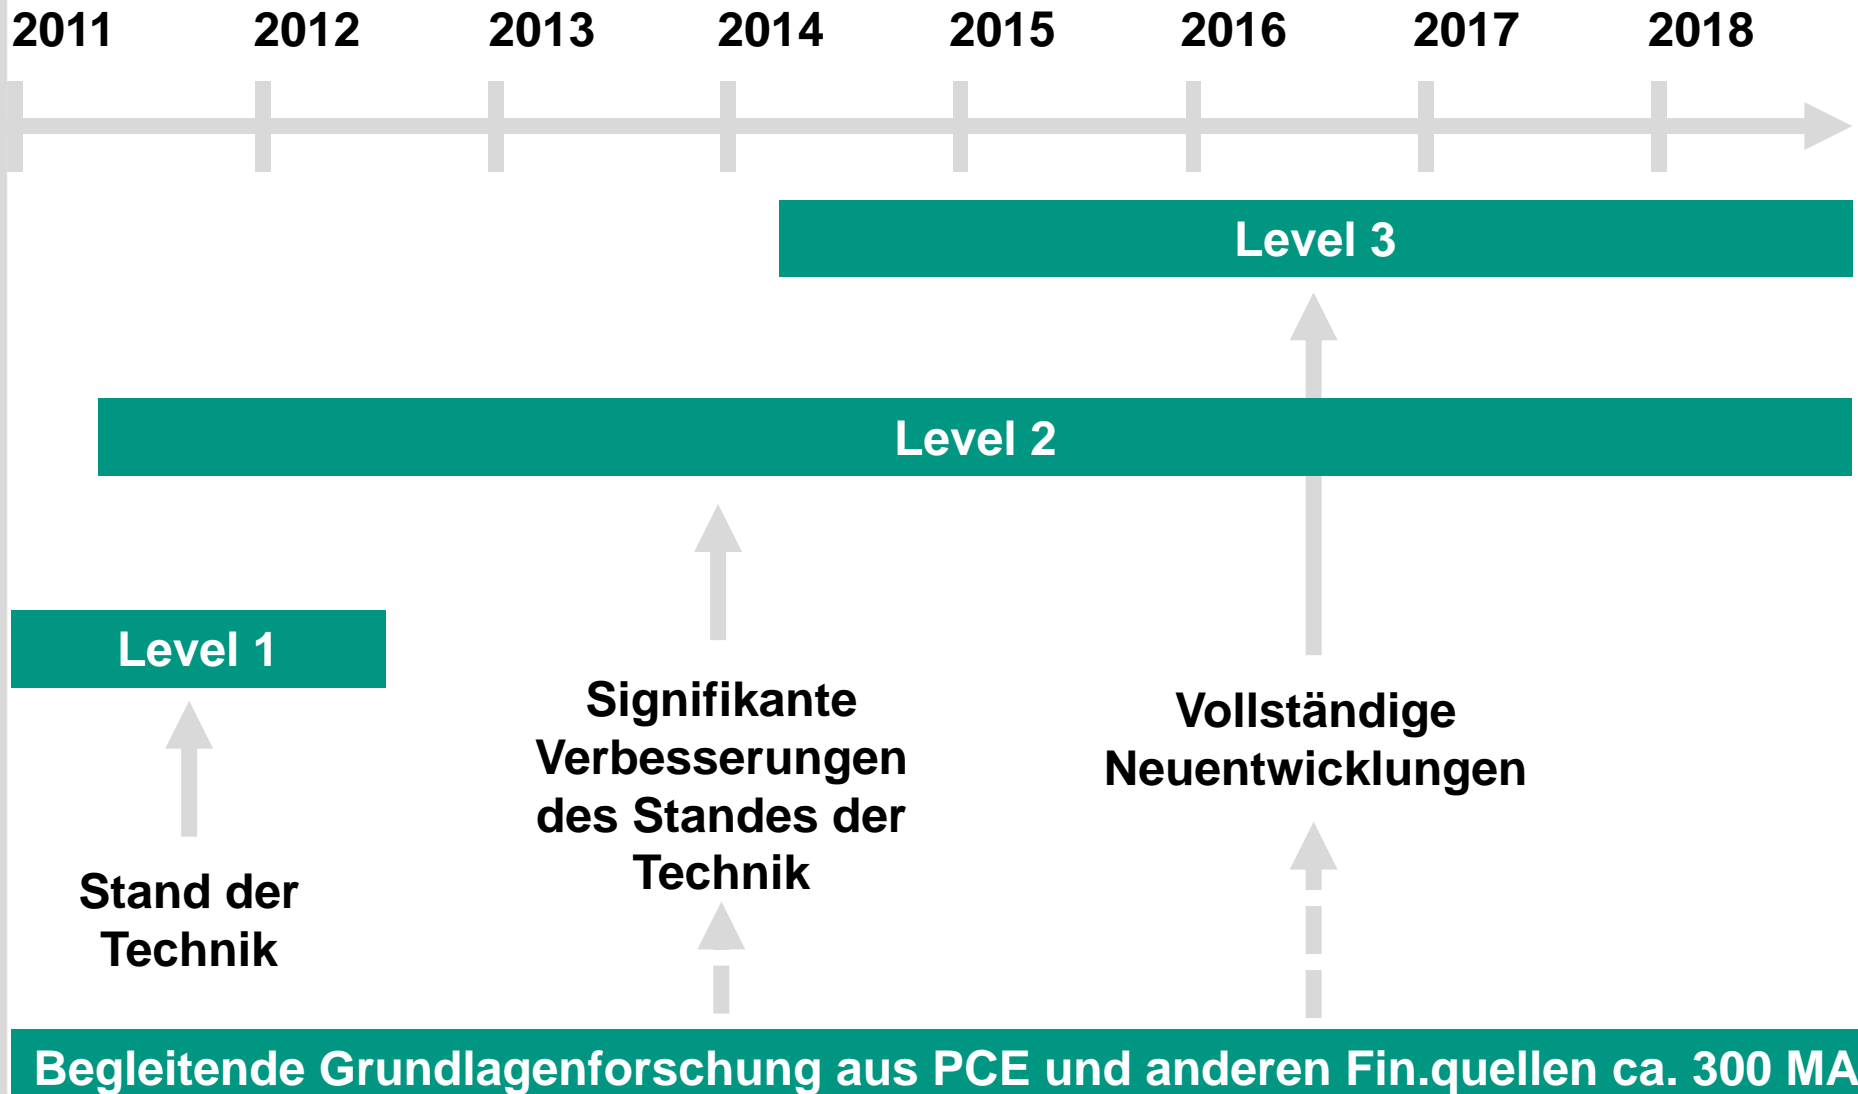 2011 2012 2013 2014 2015 2016 2017 2018
Level 3
Level 2
Level 1
Stand der
Technik
Signifikante
Verbesserungen
des Standes der
Technik
Vollständige
Neuentwicklungen
Begleitende Grundlagenforschung aus PCE und anderen Fin.quellen ca. 300 MA